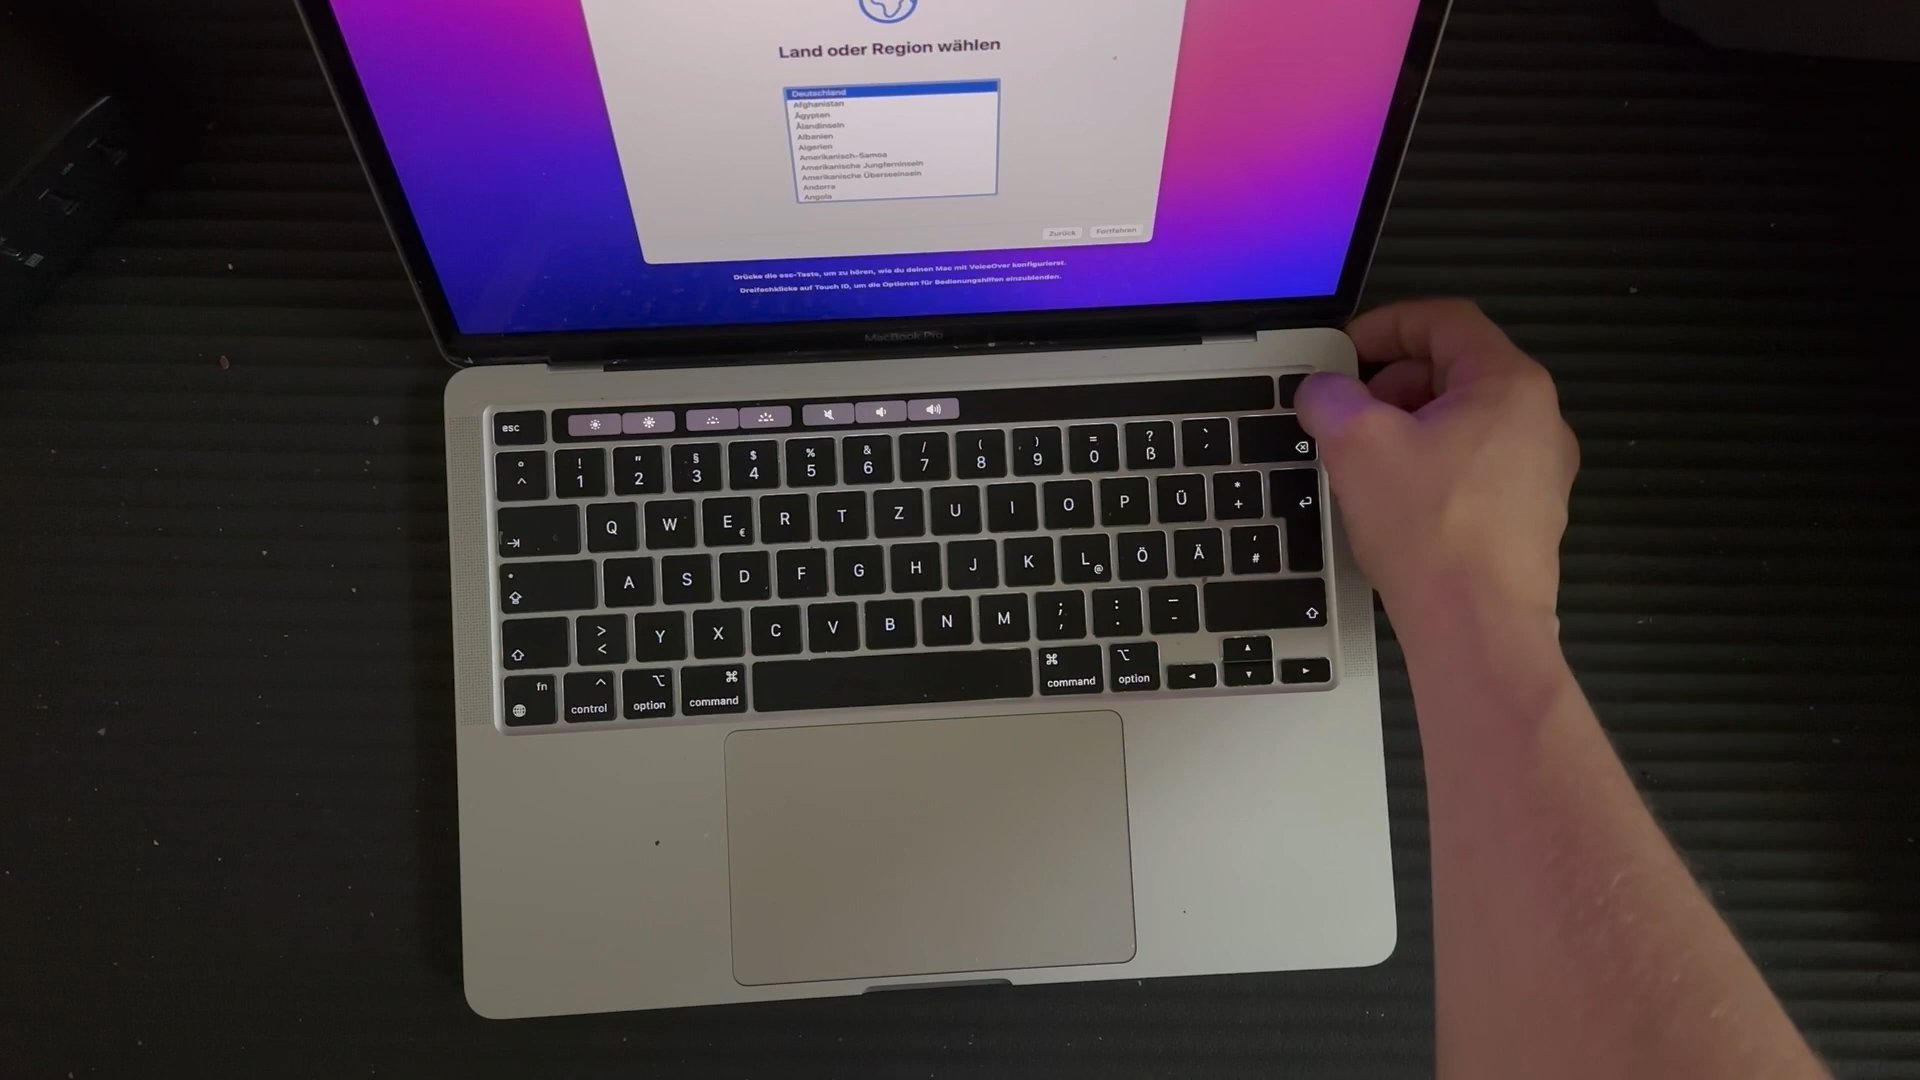 Land oder Region wählen
Deutschland
Afghanistan
Ägypten
Ålandinseln
Albanien
Algerien
Amerikanisch-Samoa
Amerikanische Jungferninseln
Amerikanische Überseeinseln
Andorra
Angola
Zurück Fortfahren
Drücke die esc-Taste, um zu hören, wie du deinen Mac mit VoiceOver konfigurierst.
Dreifachklicke auf Touch ID, um die Optionen für Bedienungshilfen einzublenden.
MacBook Pro
esc
° ! " § $ % & / ( ) = ? `
^ 1 2 3 4 5 6 7 8 9 0 ß ´
Q W E € R T Z U I O P Ü * +
A S D F G H J K L @ Ö Ä ' #
> < Y X C V B N M ; , : . _ -
fn ^ ⌥ ⌘ ⌘ ⌥
control option command command option